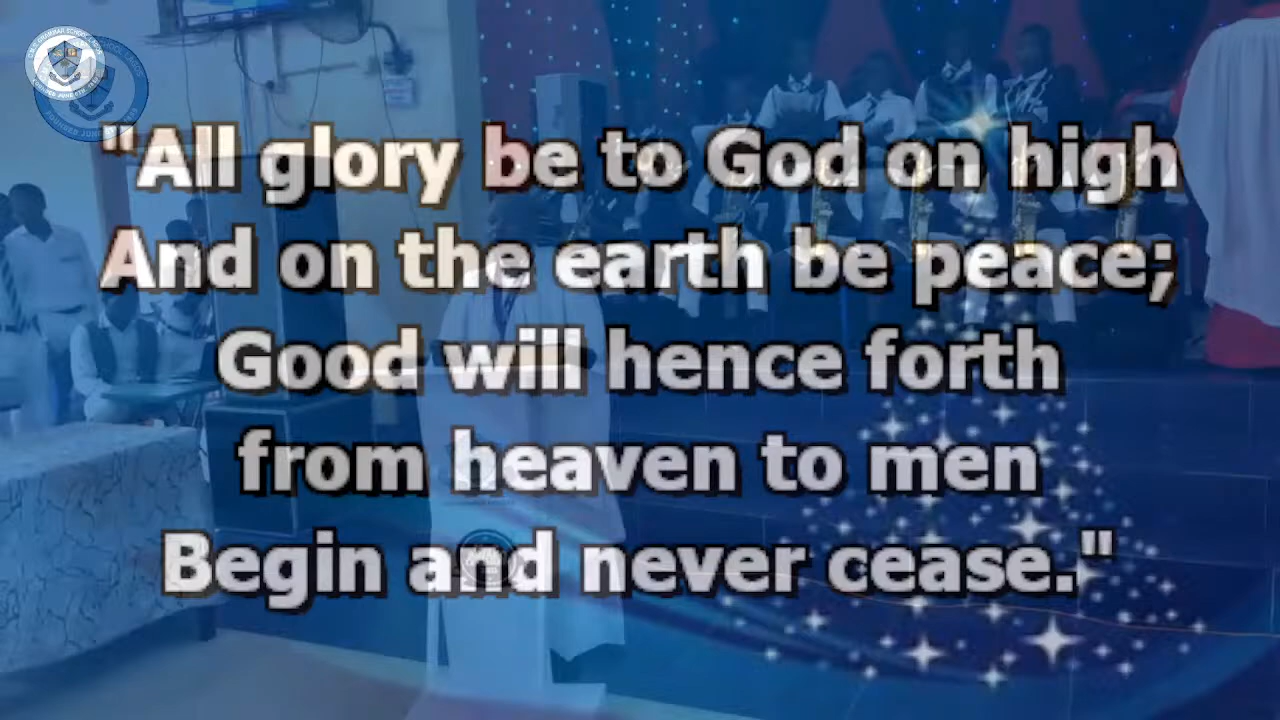 "All glory be to God on high
And on the earth be peace;
Good will hence forth
from heaven to men
Begin and never cease."